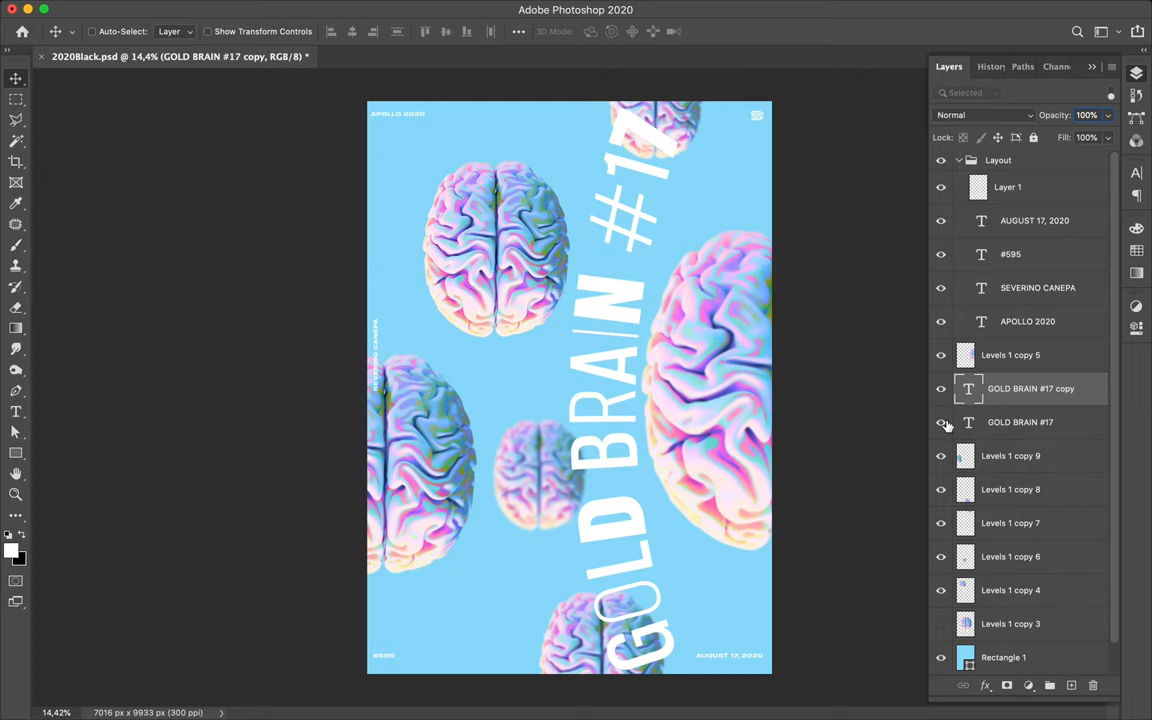 Adobe Photoshop 2020
Auto-Select: Layer Show Transform Controls 3D Mode:
2020Black.psd @ 14,4% (GOLD BRAIN #17 copy, RGB/8) *
Layers History Paths Chann
Selected
Normal Opacity: 100%
Lock: Fill: 100%
Layout
Layer 1
T AUGUST 17, 2020
T #595
T SEVERINO CANEPA
T APOLLO 2020
Levels 1 copy 5
T GOLD BRAIN #17 copy
T GOLD BRAIN #17
Levels 1 copy 9
Levels 1 copy 8
Levels 1 copy 7
Levels 1 copy 6
Levels 1 copy 4
Levels 1 copy 3
Rectangle 1
fx
APOLLO 2020
GOLD BRAIN #17
SEVERINO CANEPA
#595
AUGUST 17, 2020
14,42% 7016 px x 9933 px (300 ppi)